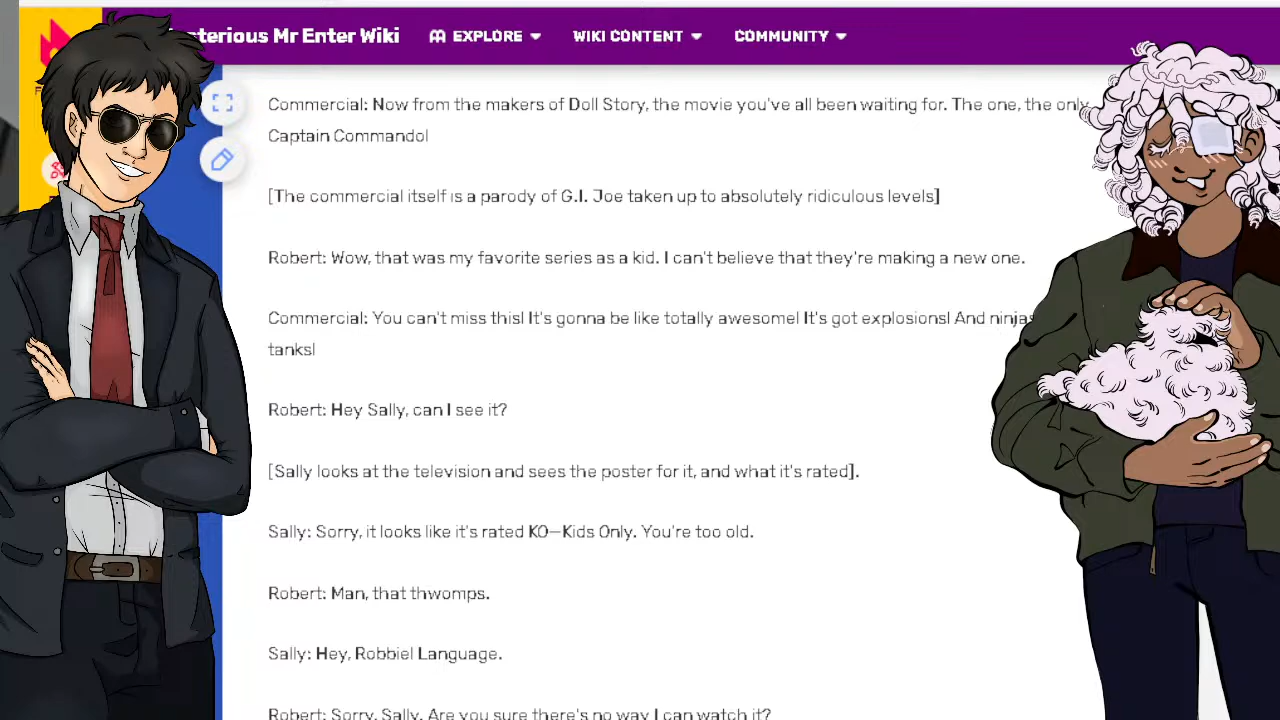 sterious Mr Enter Wiki EXPLORE WIKI CONTENT COMMUNITY
Commercial: Now from the makers of Doll Story, the movie you've all been waiting for. The one, the only
Captain Commando!
[The commercial itself is a parody of G.I. Joe taken up to absolutely ridiculous levels]
Robert: Wow, that was my favorite series as a kid. I can't believe that they're making a new one.
Commercial: You can't miss this! It's gonna be like totally awesome! It's got explosions! And ninjas
tanks!
Robert: Hey Sally, can I see it?
[Sally looks at the television and sees the poster for it, and what it's rated].
Sally: Sorry, it looks like it's rated KO—Kids Only. You're too old.
Robert: Man, that thwomps.
Sally: Hey, Robbie! Language.
Robert: Sorry, Sally. Are you sure there's no way I can watch it?